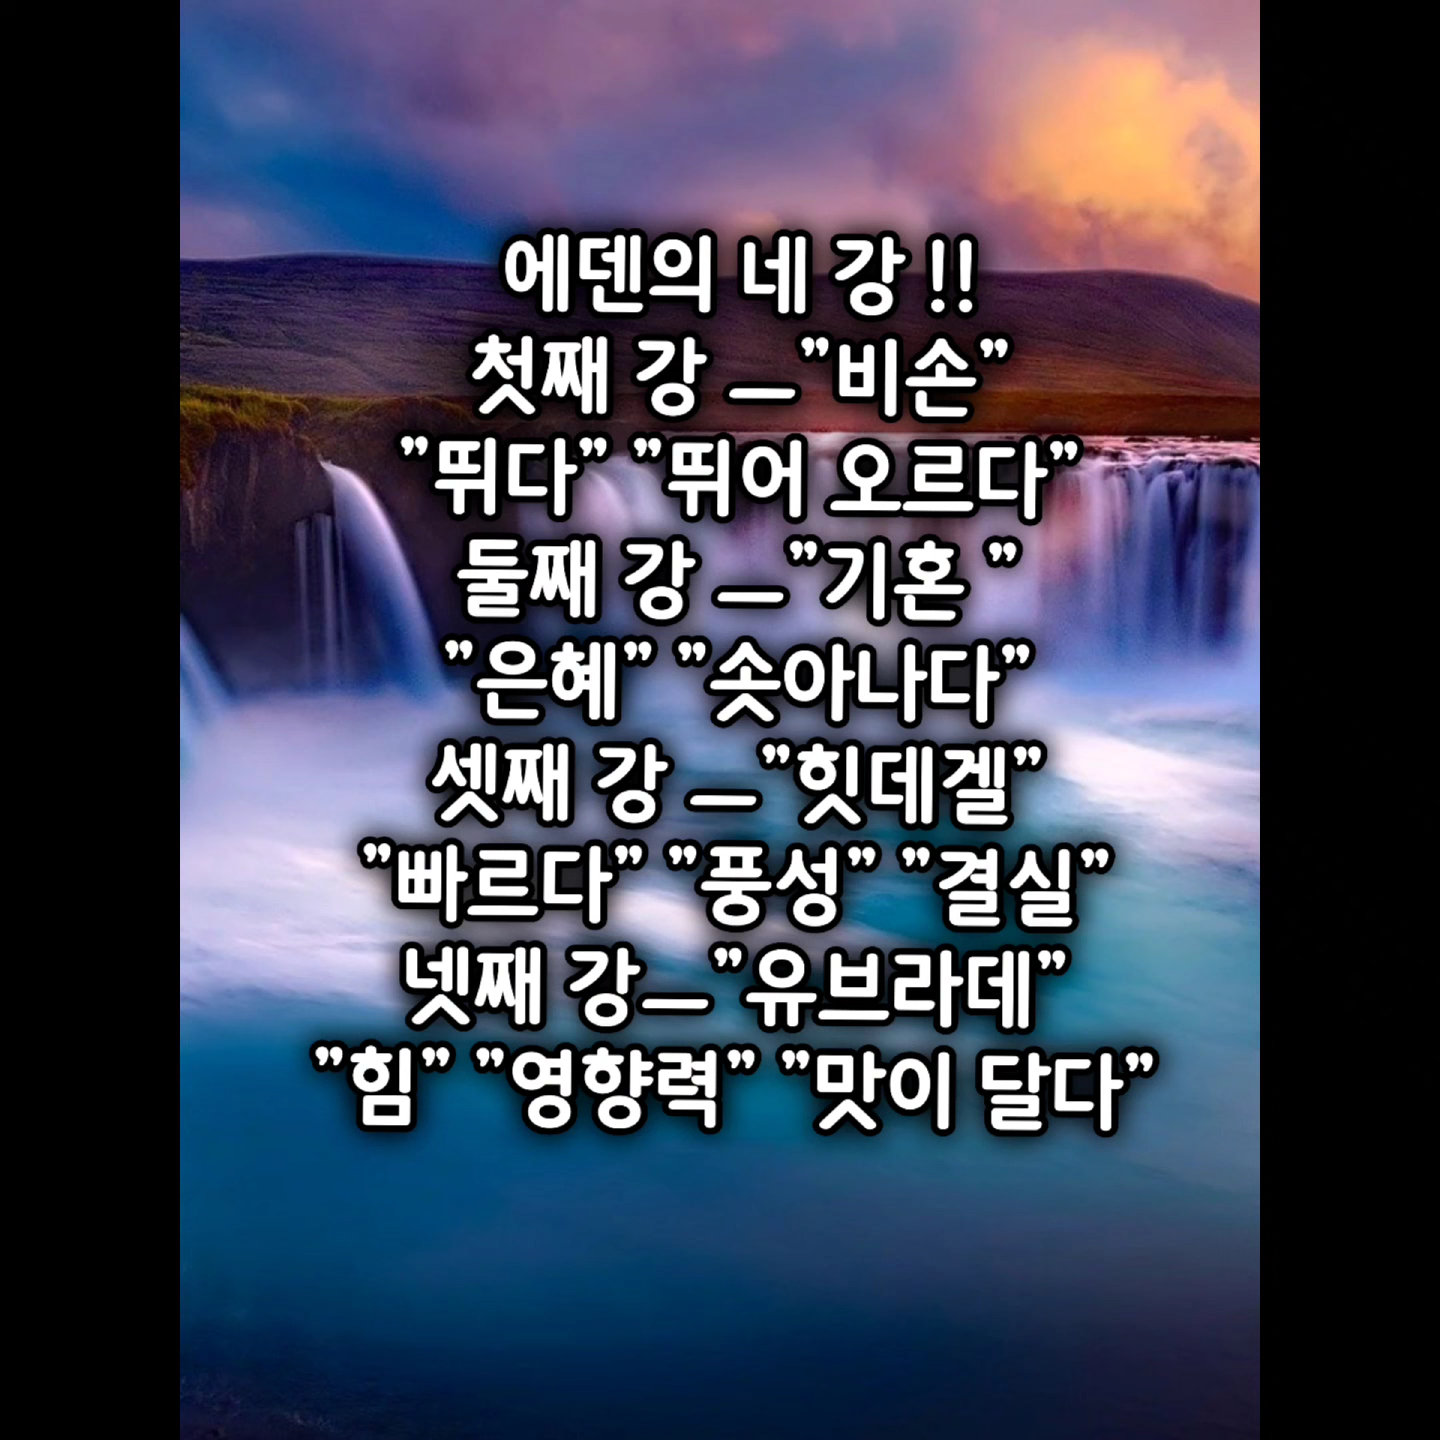 에덴의 네 강 !!
첫째 강 ㅡ"비손"
"뛰다" "뛰어 오르다"
둘째 강 ㅡ"기혼 "
"은혜" "솟아나다"
셋째 강 ㅡ "힛데겔"
"빠르다" "풍성" "결실"
넷째 강ㅡ"유브라데"
"힘" "영향력" "맛이 달다"